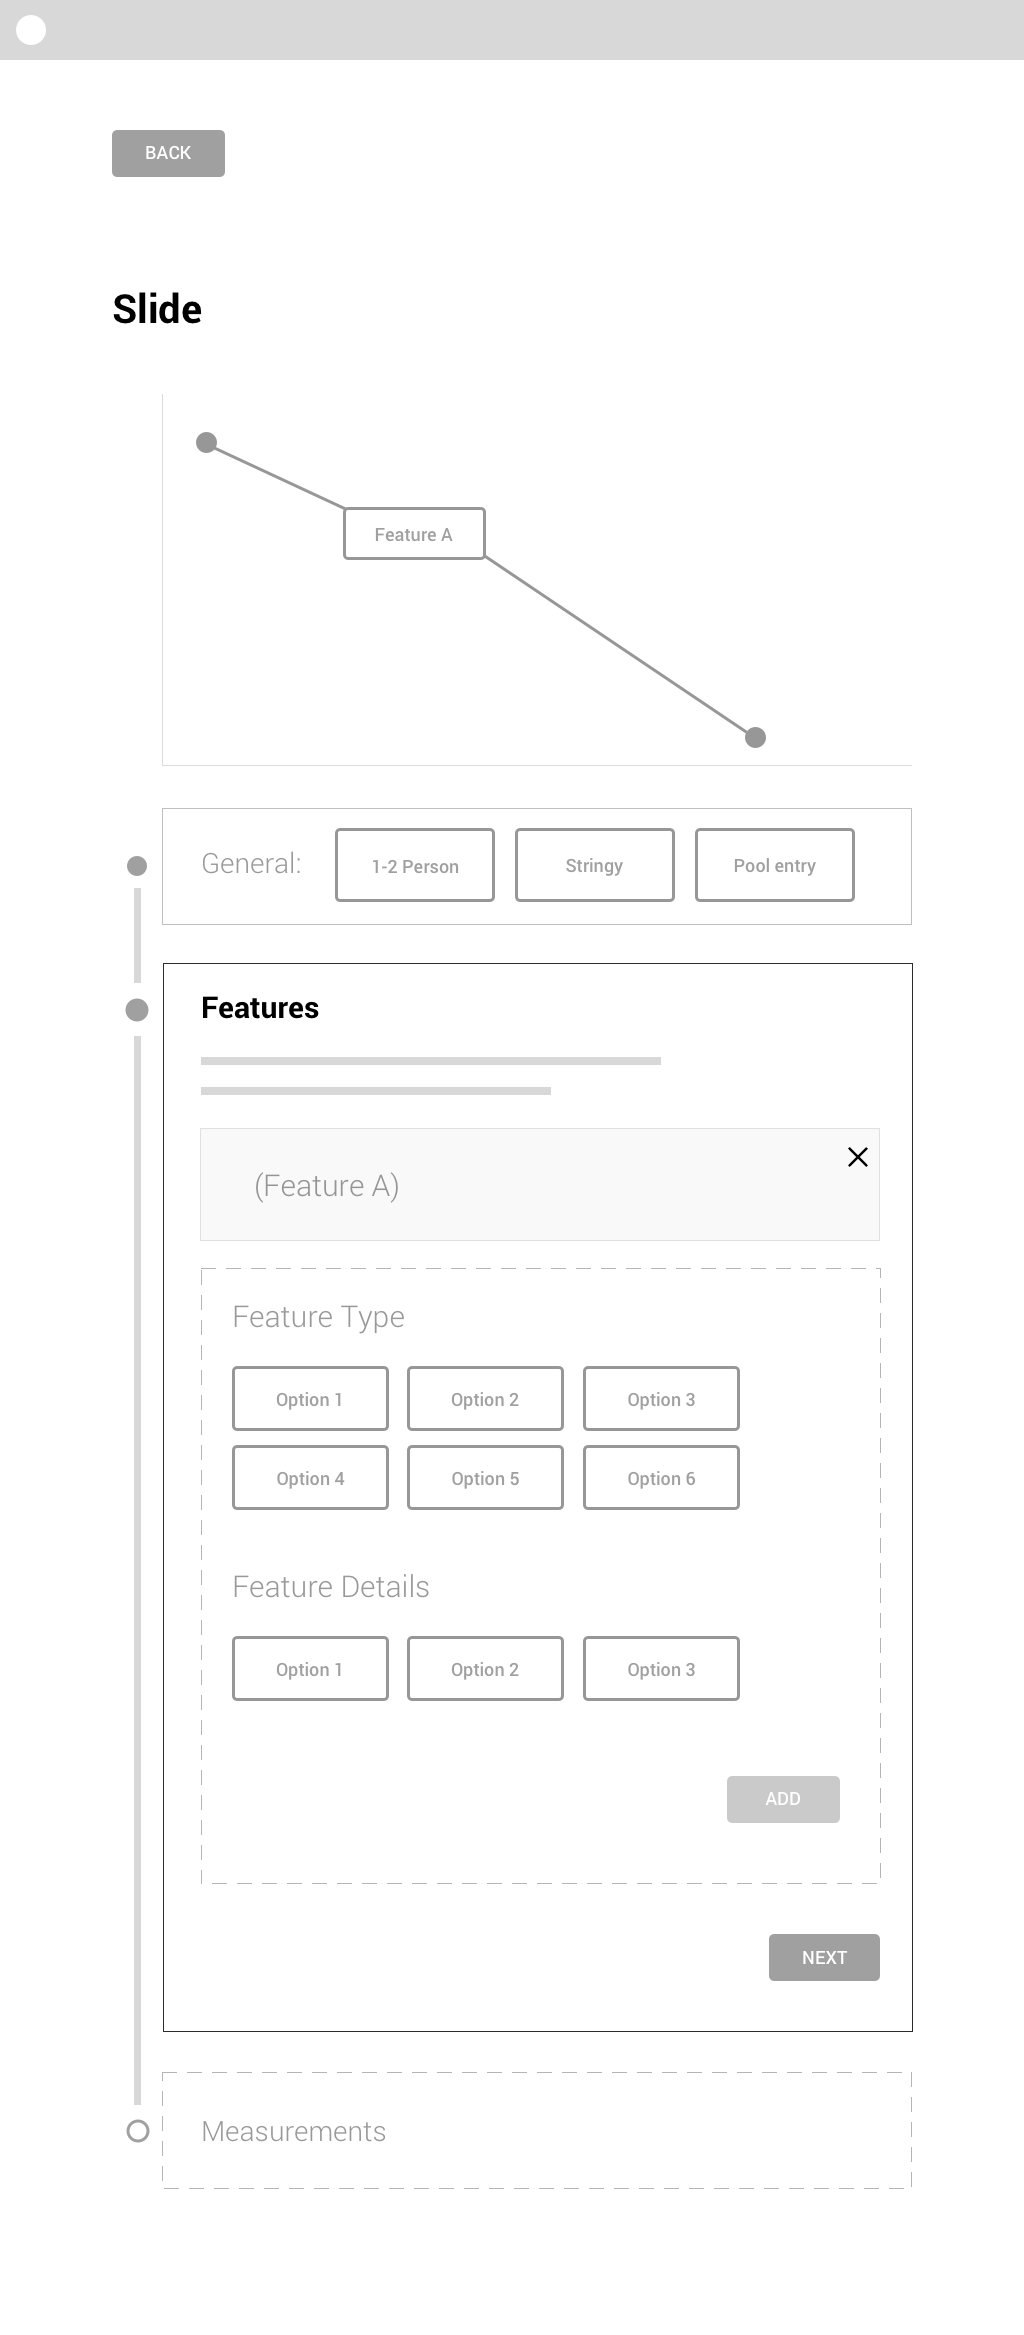 BACK
Slide
Feature A
General:
1-2 Person
Stringy
Pool entry
Features
(Feature A)
Feature Type
Option 1
Option 2
Option 3
Option 4
Option 5
Option 6
Feature Details
Option 1
Option 2
Option 3
ADD
NEXT
Measurements